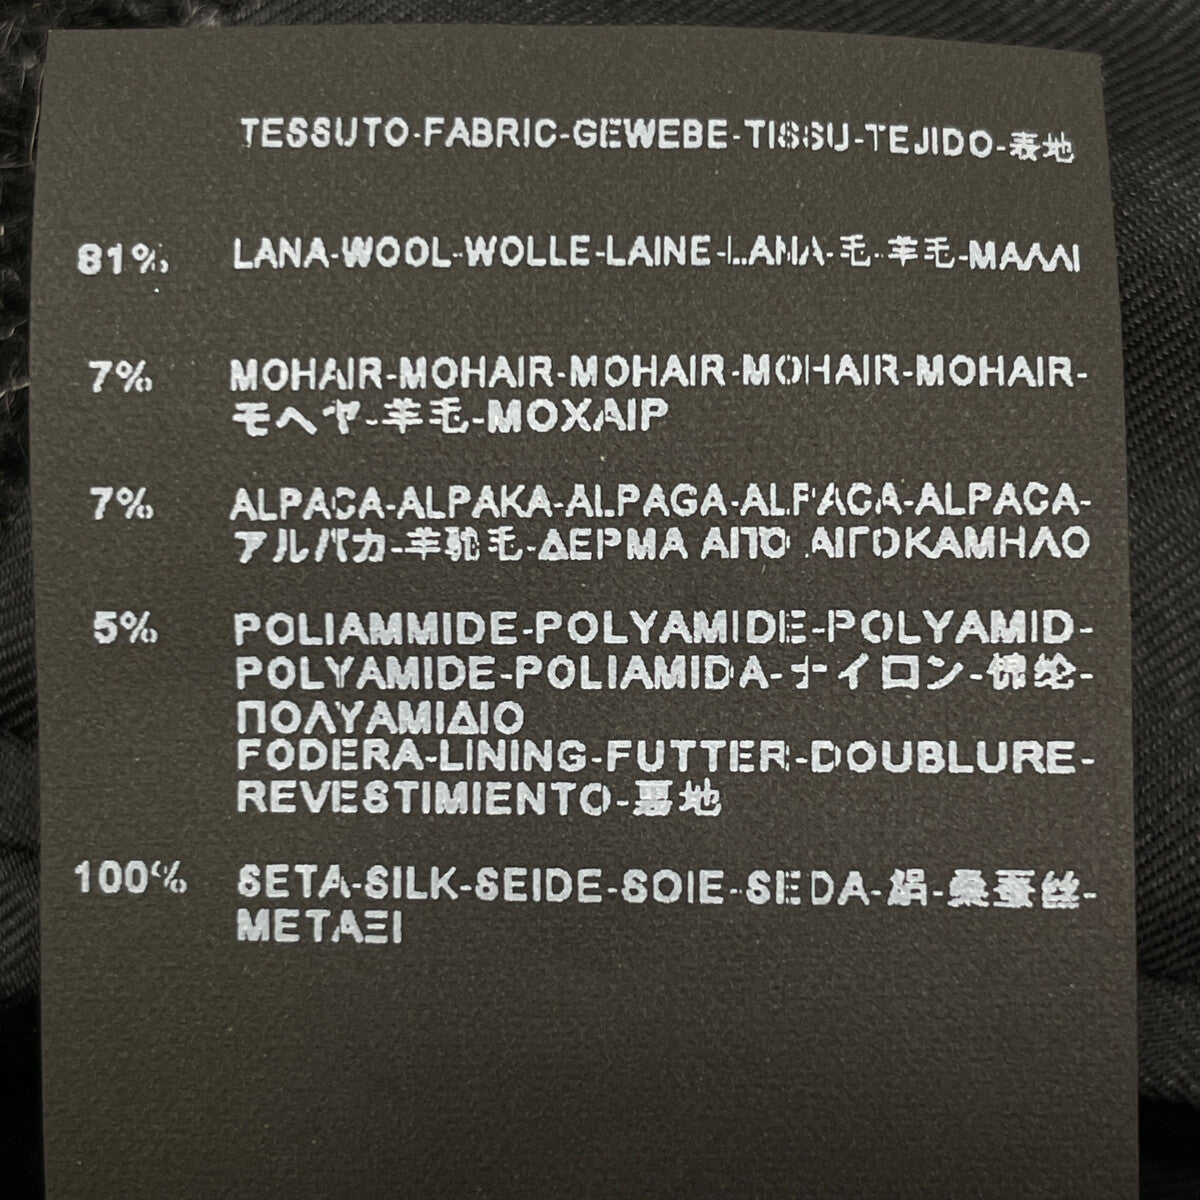 TESSUTO-FABRIC-GEWEBE-TISSU-TEJIDO-表地
81% LANA-WOOL-WOLLE-LAINE-LANA-毛-羊毛-ΜΑΛΛΙ
7% MOHAIR-MOHAIR-MOHAIR-MOHAIR-MOHAIR-
モヘヤ-羊毛-ΜΟΧΑΙΡ
7% ALPACA-ALPAKA-ALPAGA-ALPACA-ALPACA-
アルパカ-羊驼毛-ΔΕΡΜΑ ΑΠΟ ΑΙΓΟΚΑΜΗΛΟ
5% POLIAMMIDE-POLYAMIDE-POLYAMID-
POLYAMIDE-POLIAMIDA-ナイロン-锦纶-
ΠΟΛΥΑΜΙΔΙΟ
FODERA-LINING-FUTTER-DOUBLURE-
REVESTIMIENTO-裏地
100% SETA-SILK-SEIDE-SOIE-SEDA-絹-桑蚕丝-
ΜΕΤΑΞΙ